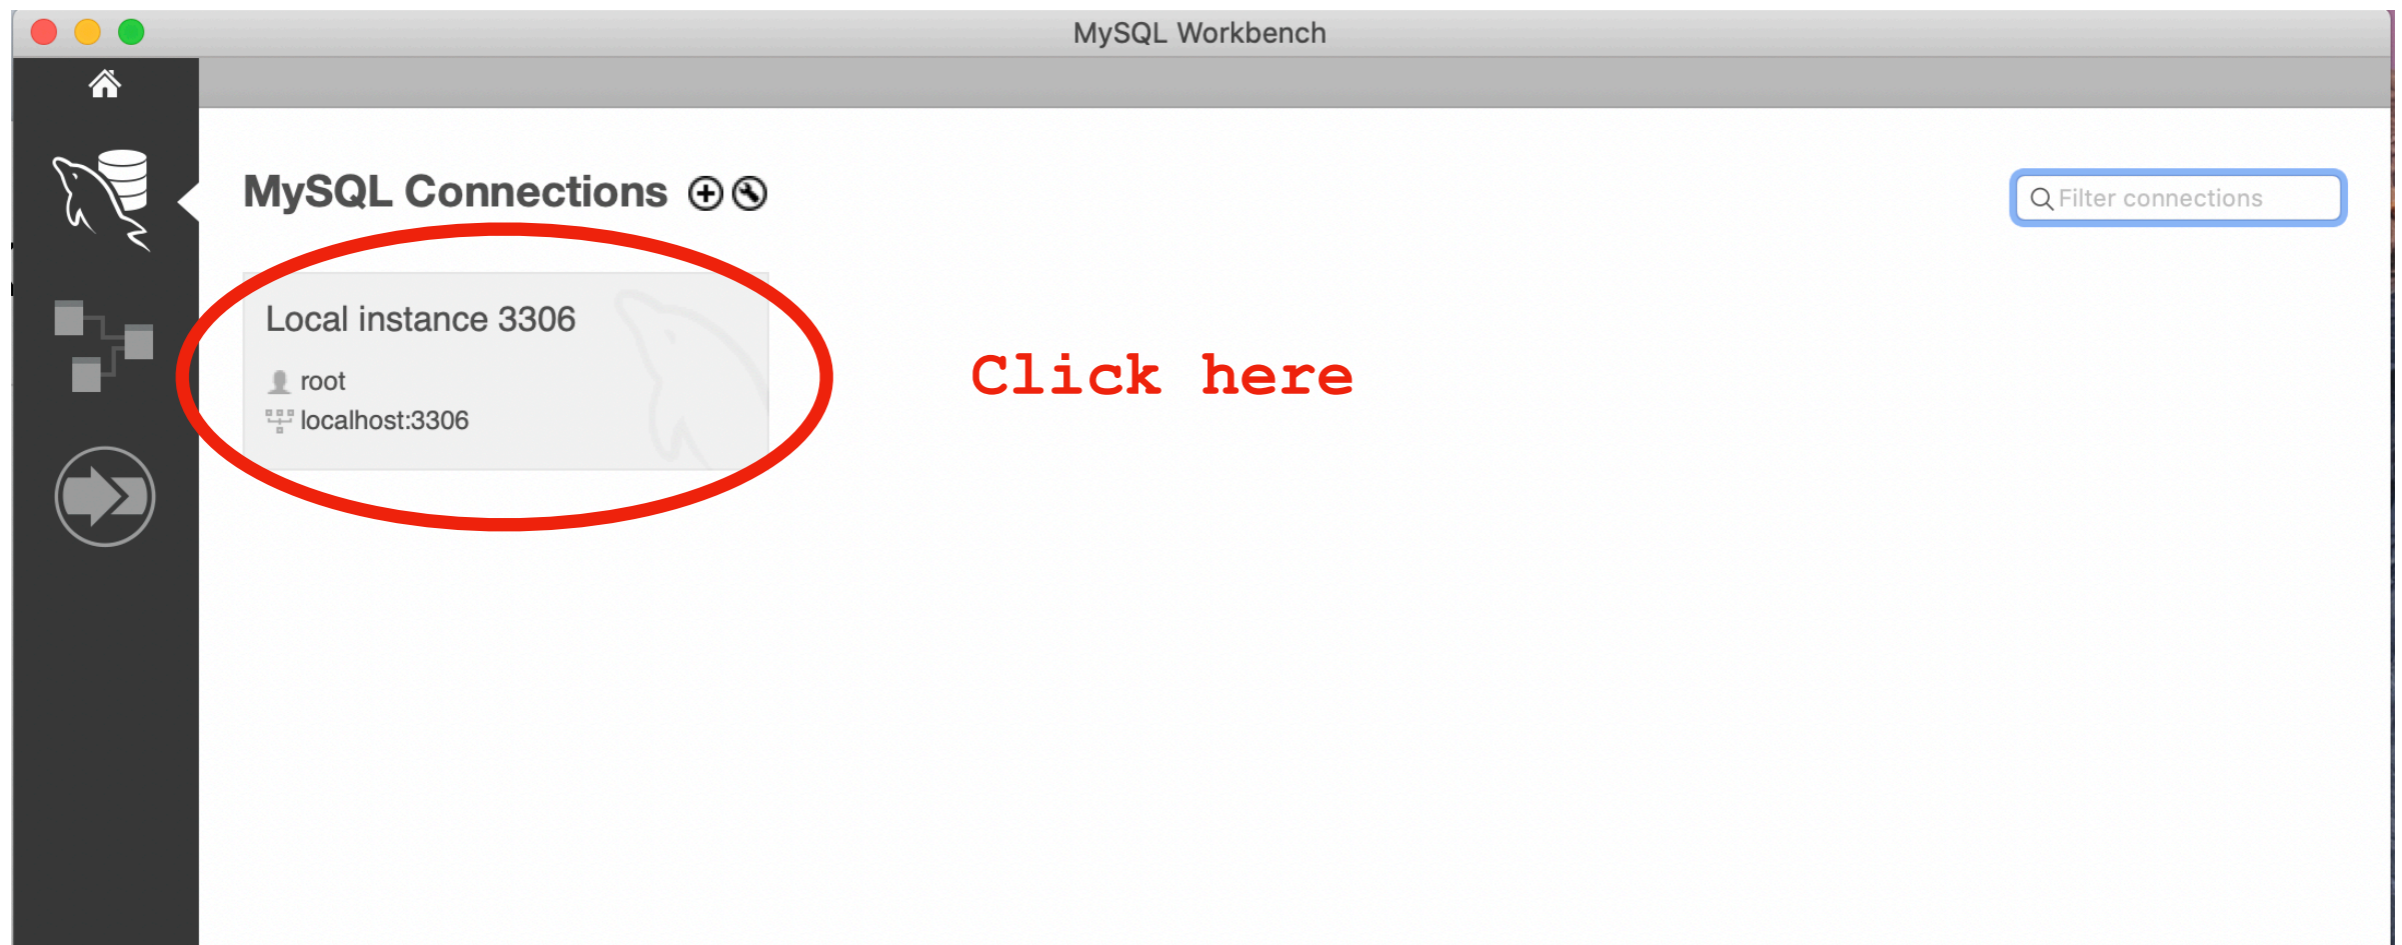 MySQL Workbench
MySQL Connections
Filter connections
Local instance 3306
root
localhost:3306
Click here